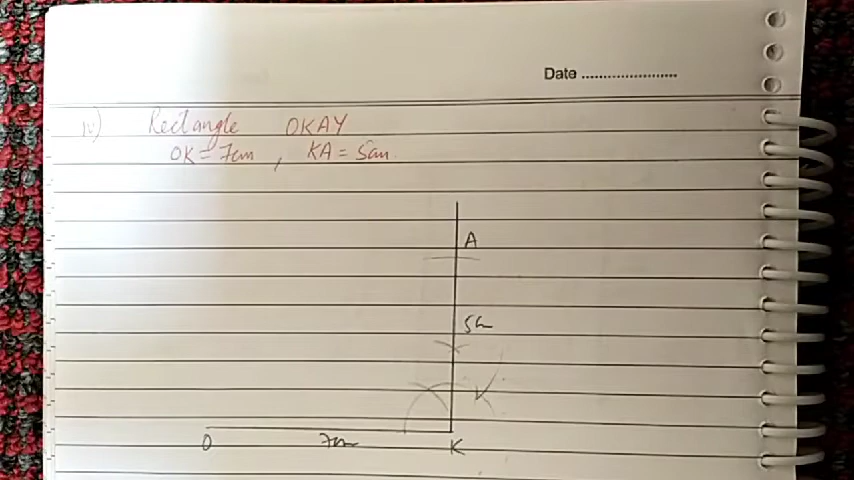 Date ........................
iv) Rectangle OKAY
OK = 7cm , KA = 5cm.
A
5cm
O 7cm K